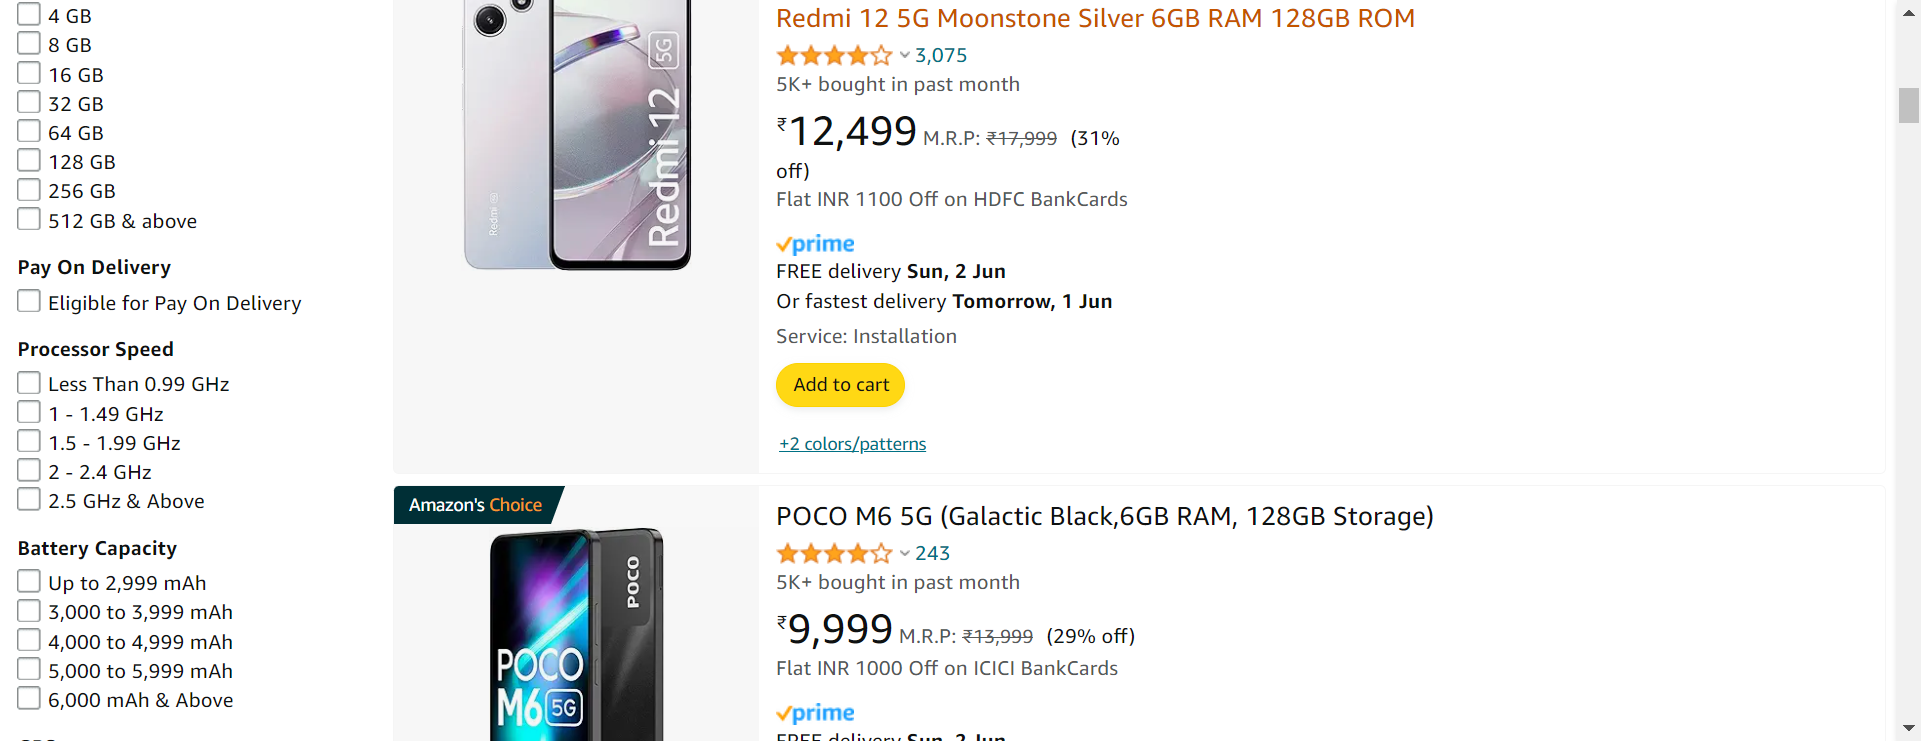 4 GB
8 GB
16 GB
32 GB
64 GB
128 GB
256 GB
512 GB & above
Pay On Delivery
Eligible for Pay On Delivery
Processor Speed
Less Than 0.99 GHz
1 - 1.49 GHz
1.5 - 1.99 GHz
2 - 2.4 GHz
2.5 GHz & Above
Battery Capacity
Up to 2,999 mAh
3,000 to 3,999 mAh
4,000 to 4,999 mAh
5,000 to 5,999 mAh
6,000 mAh & Above
Redmi 5G
Redmi 12 5G
Redmi 12 5G Moonstone Silver 6GB RAM 128GB ROM
3,075
5K+ bought in past month
₹12,499 M.R.P: ₹17,999 (31%
off)
Flat INR 1100 Off on HDFC BankCards
prime
FREE delivery Sun, 2 Jun
Or fastest delivery Tomorrow, 1 Jun
Service: Installation
Add to cart
+2 colors/patterns
Amazon's Choice
POCO
POCO
M6 5G
POCO M6 5G (Galactic Black,6GB RAM, 128GB Storage)
243
5K+ bought in past month
₹9,999 M.R.P: ₹13,999 (29% off)
Flat INR 1000 Off on ICICI BankCards
prime
FREE delivery Sun, 2 Jun